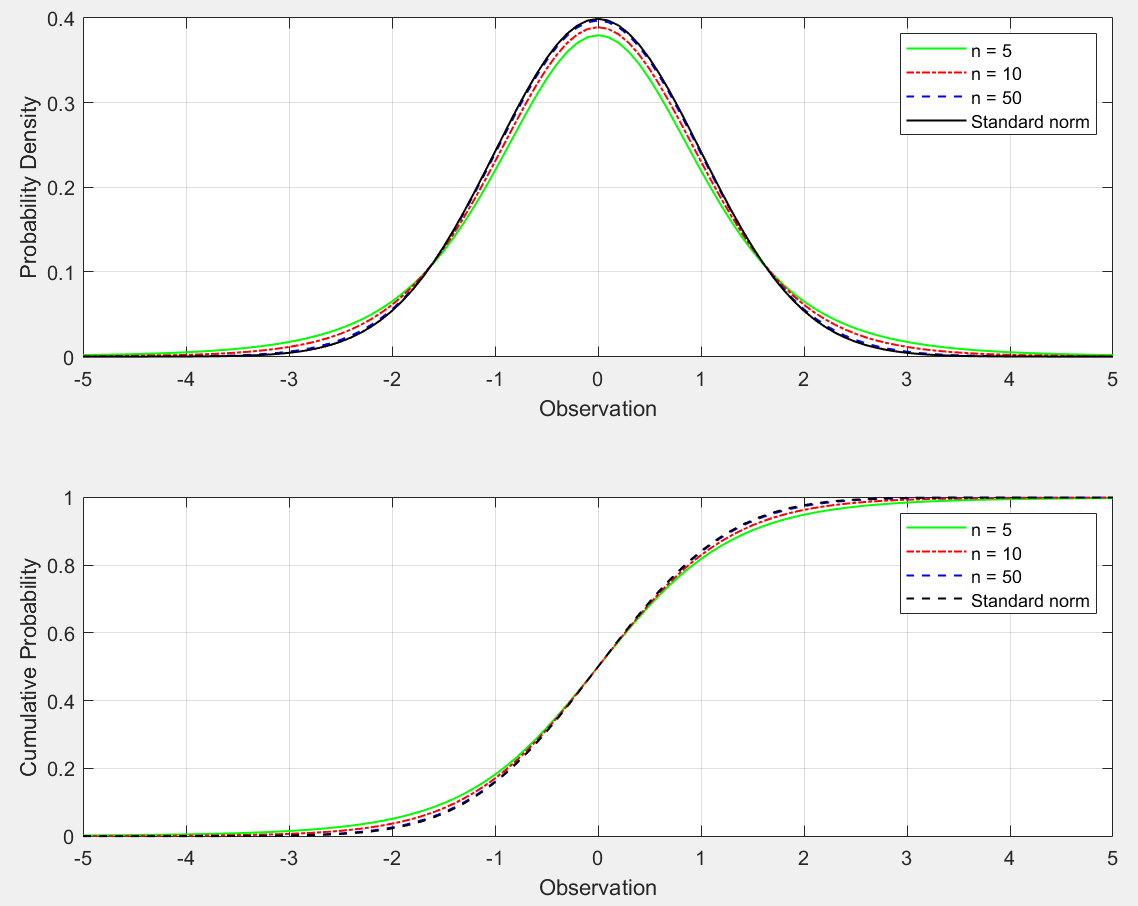 0.4
0.3
0.2
0.1
0
Probability Density
n = 5
n = 10
n = 50
Standard norm
-5 -4 -3 -2 -1 0 1 2 3 4 5
Observation
1
0.8
0.6
0.4
0.2
0
Cumulative Probability
n = 5
n = 10
n = 50
Standard norm
-5 -4 -3 -2 -1 0 1 2 3 4 5
Observation